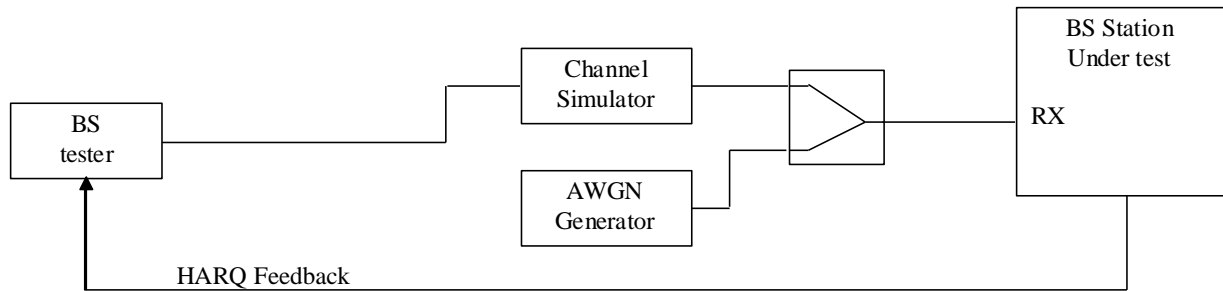 BS Station
Under test
Channel
Simulator
BS
tester
RX
AWGN
Generator
HARQ Feedback